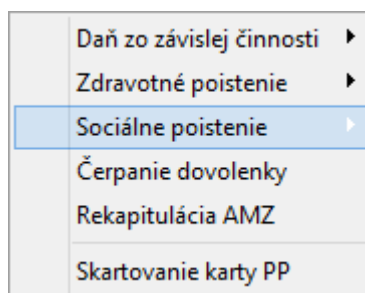 Daň zo závislej činnosti
Zdravotné poistenie
Sociálne poistenie
Čerpanie dovolenky
Rekapitulácia AMZ
Skartovanie karty PP